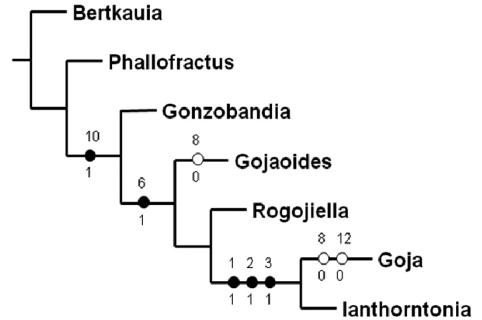 Bertkauia
Phallofractus
Gonzobandia
10
1
8
0
Gojaoides
6
1
Rogojiella
1 2 3
1 1 1
8 12
0 0
Goja
Ianthorntonia